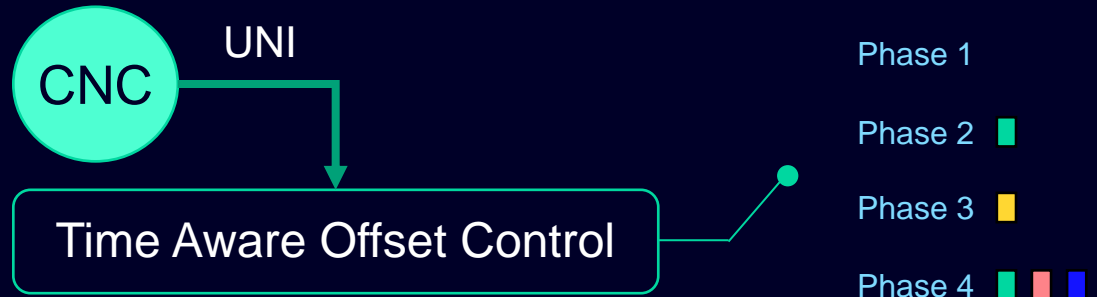 UNI
CNC
Time Aware Offset Control
Phase 1
Phase 2
Phase 3
Phase 4